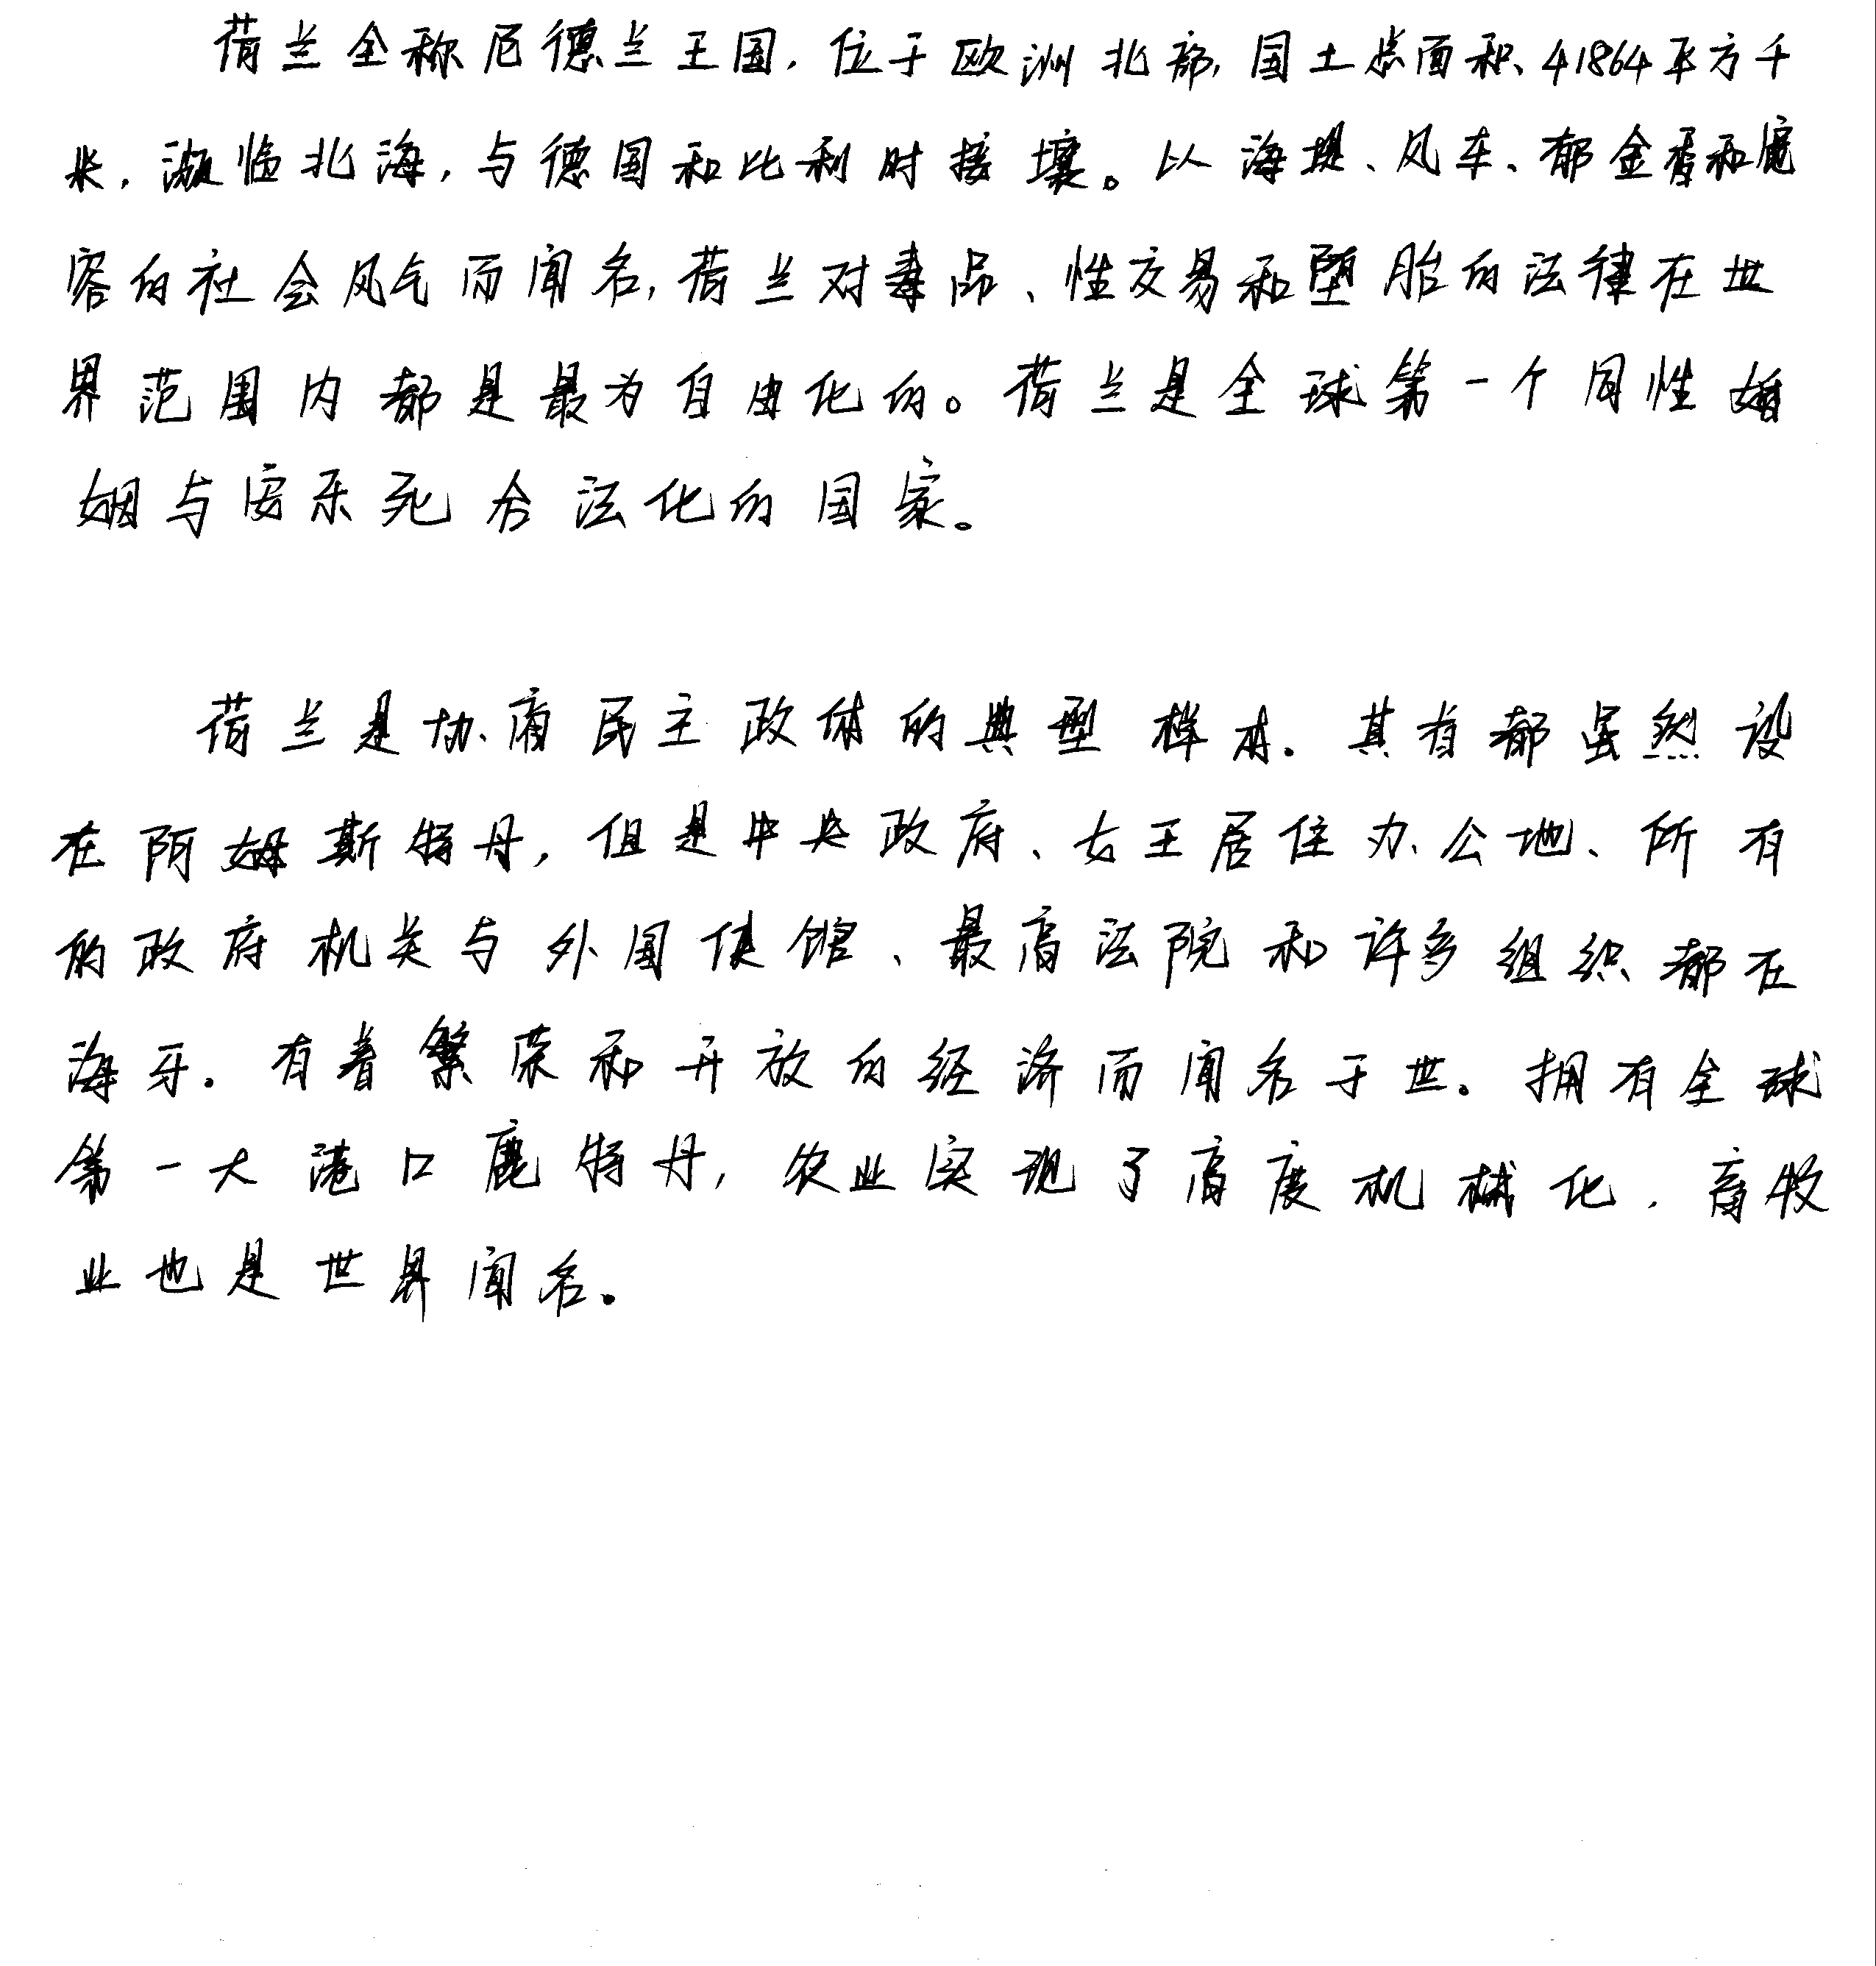 荷兰全称尼德兰王国,位于欧洲北部,国土总面积41864平方千
米,濒临北海,与德国和比利时接壤。以海堤、风车、郁金香和宽
容的社会风气而闻名,荷兰对毒品、性交易和堕胎的法律在世
界范围内都是最为自由化的。荷兰是全球第一个同性婚
姻与安乐死合法化的国家。
荷兰是协商民主政体的典型样本。其首都虽然设
在阿姆斯特丹,但是中央政府、女王居住办公地、所有
的政府机关与外国使馆、最高法院和许多组织都在
海牙。有着繁荣和开放的经济而闻名于世。拥有全球
第一大港口鹿特丹,农业实现了高度机械化,畜牧
业也是世界闻名。